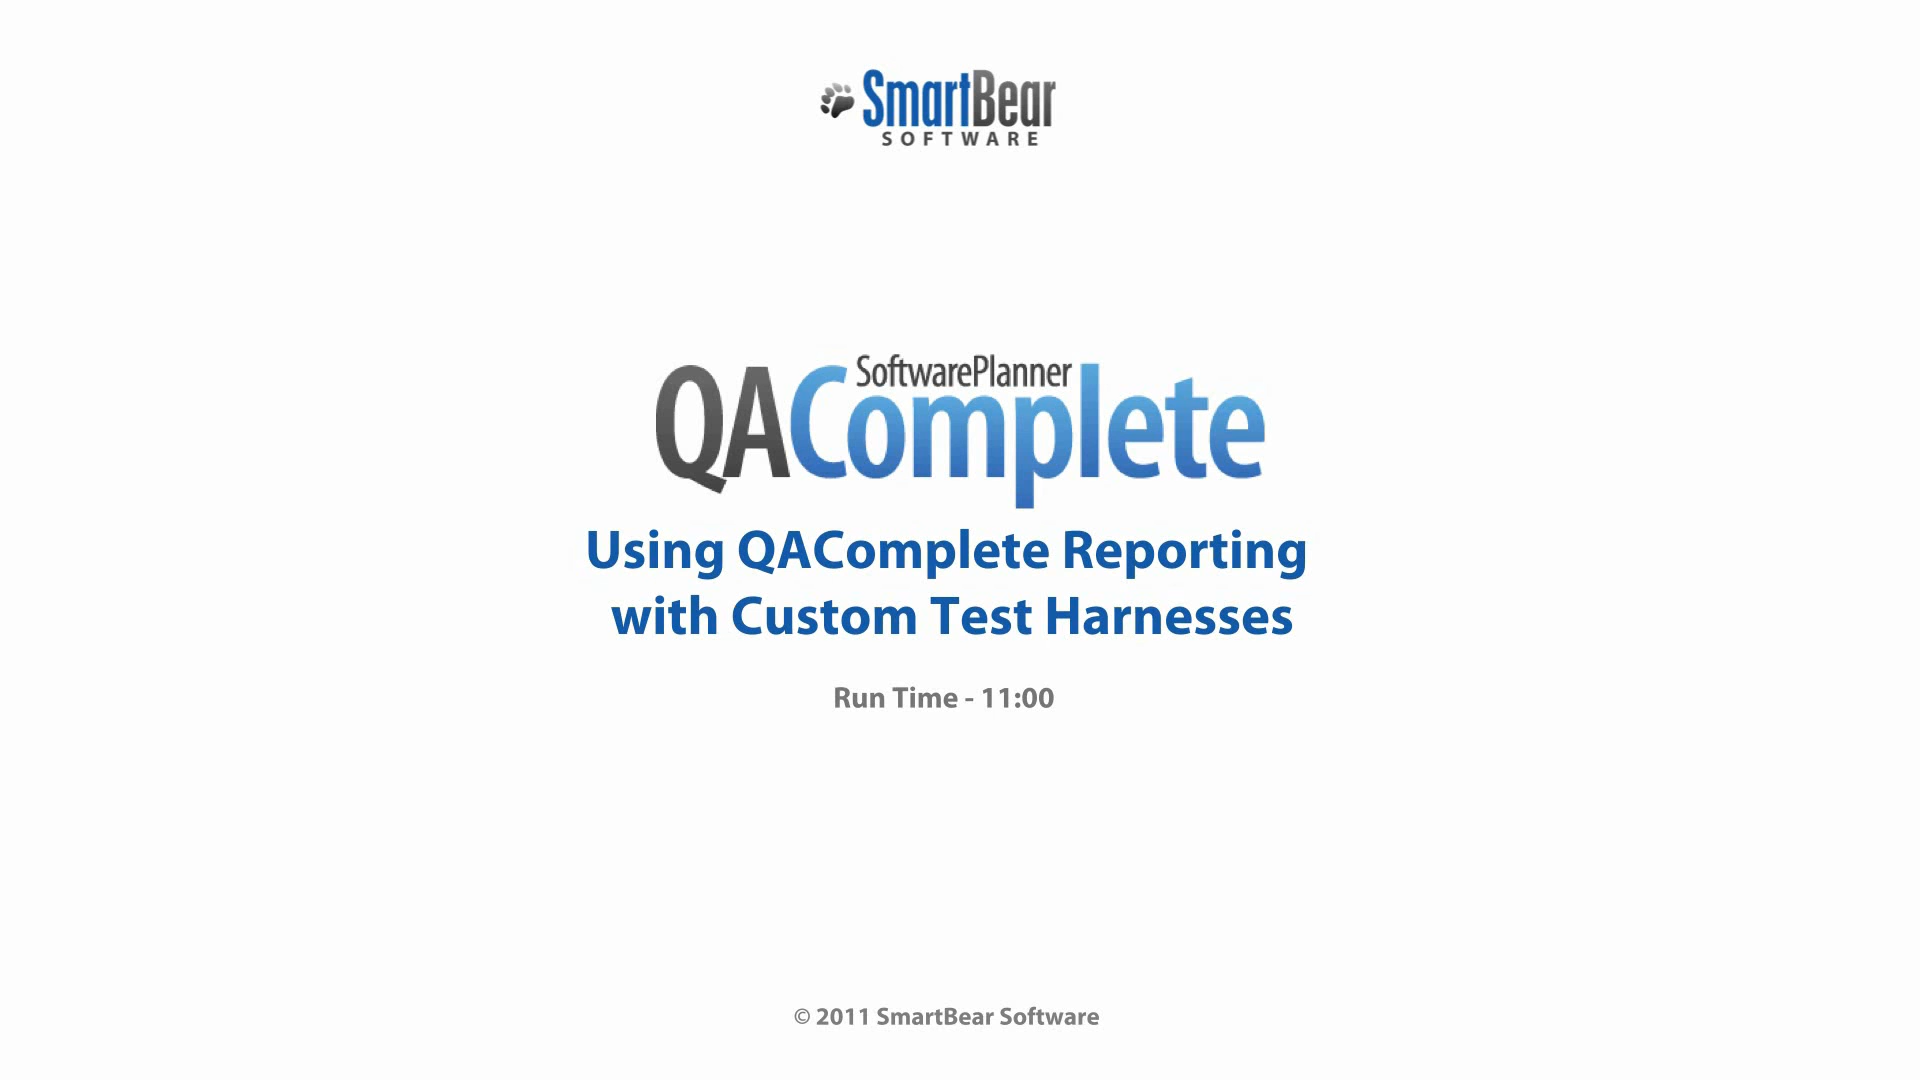 SmartBear
SOFTWARE
SoftwarePlanner
QAComplete
Using QAComplete Reporting
with Custom Test Harnesses
Run Time - 11:00
© 2011 SmartBear Software